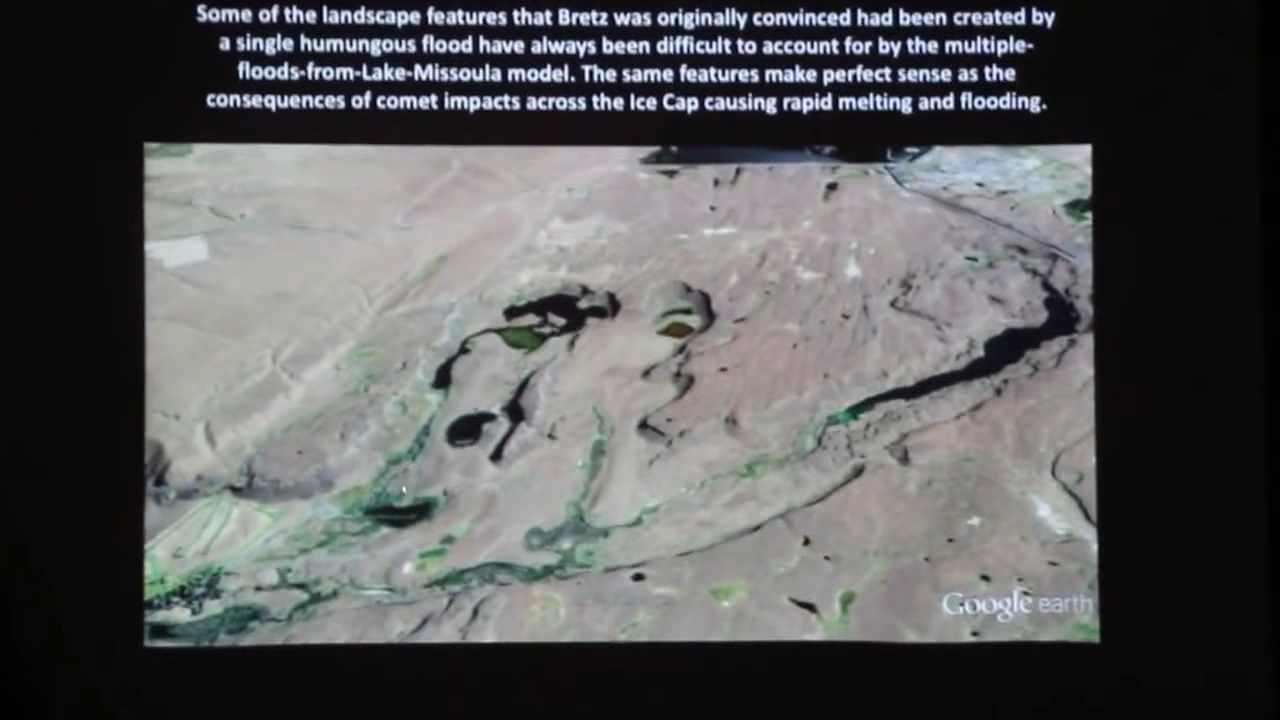 Some of the landscape features that Bretz was originally convinced had been created by
a single humungous flood have always been difficult to account for by the multiple-
floods-from-Lake-Missoula model. The same features make perfect sense as the
consequences of comet impacts across the Ice Cap causing rapid melting and flooding.
Google earth